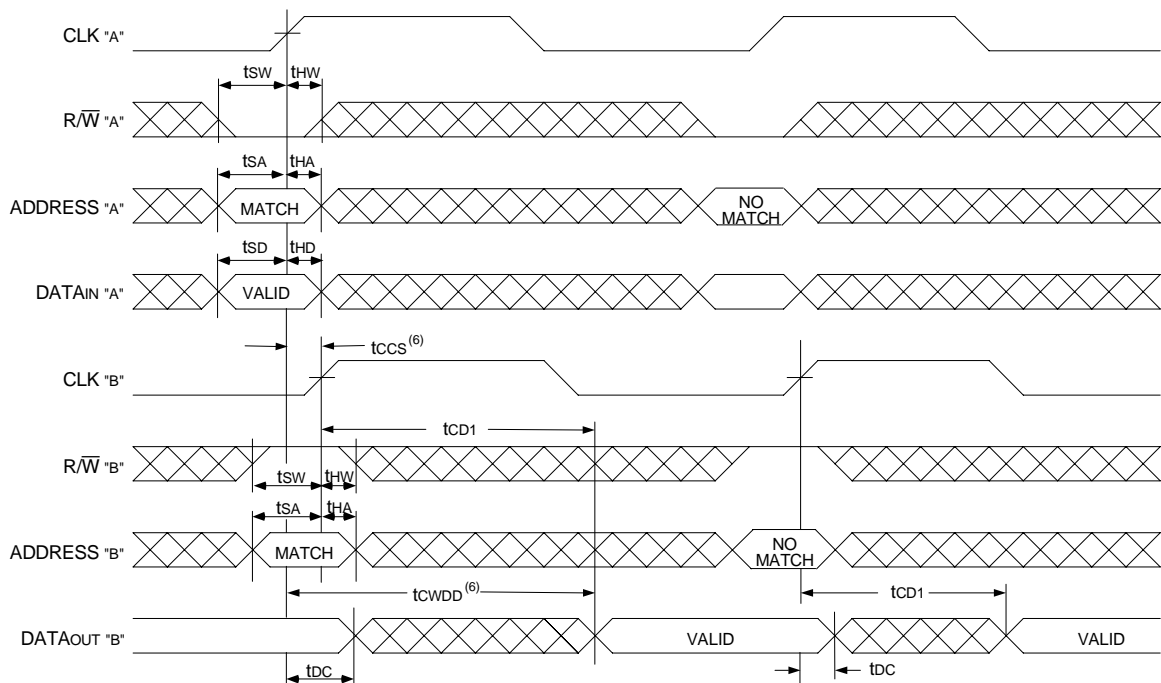 CLK "A"
tSW tHW
R/W̅ "A"
tSA tHA
ADDRESS "A" MATCH NO MATCH
tSD tHD
DATAIN "A" VALID
tCCS(6)
CLK "B"
tCD1
R/W̅ "B"
tSW tHW
tSA tHA
ADDRESS "B" MATCH NO MATCH
tCWDD(6) tCD1
DATAOUT "B" VALID VALID
tDC tDC